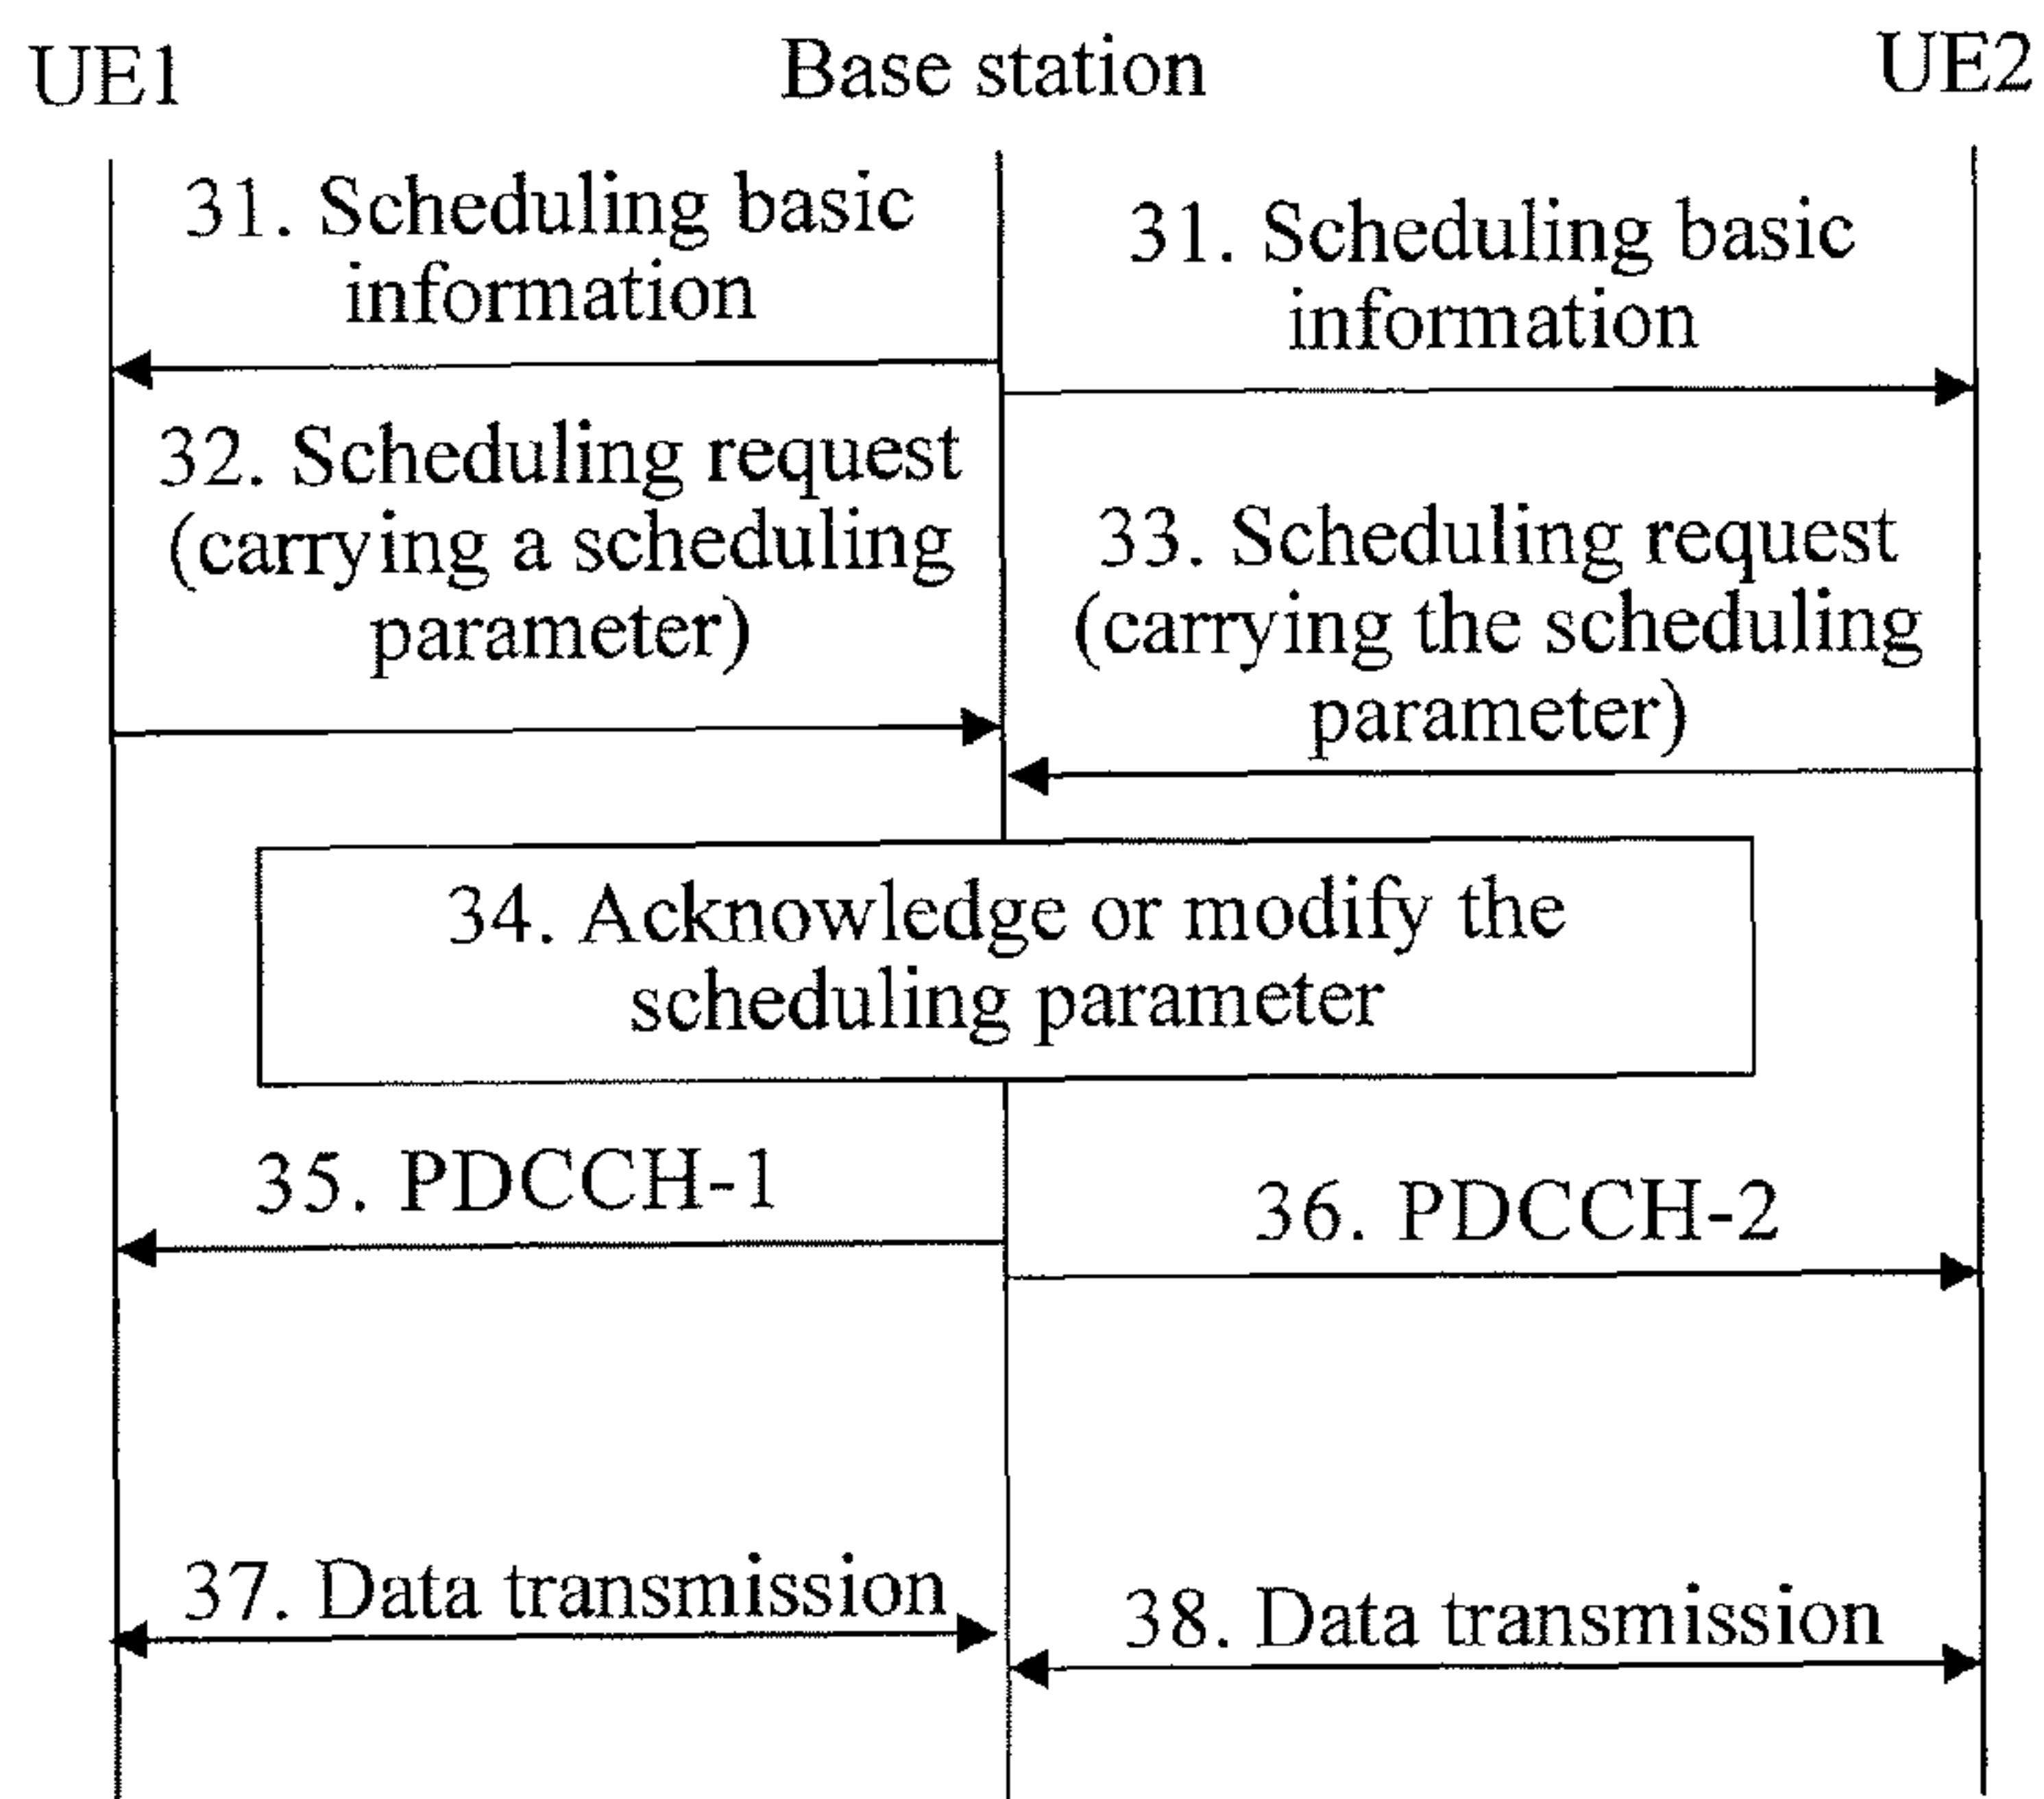 UE1
Base station
UE2
31. Scheduling basic
information
31. Scheduling basic
information
32. Scheduling request
(carrying a scheduling
parameter)
33. Scheduling request
(carrying the scheduling
parameter)
34. Acknowledge or modify the
scheduling parameter
35. PDCCH-1
36. PDCCH-2
37. Data transmission
38. Data transmission